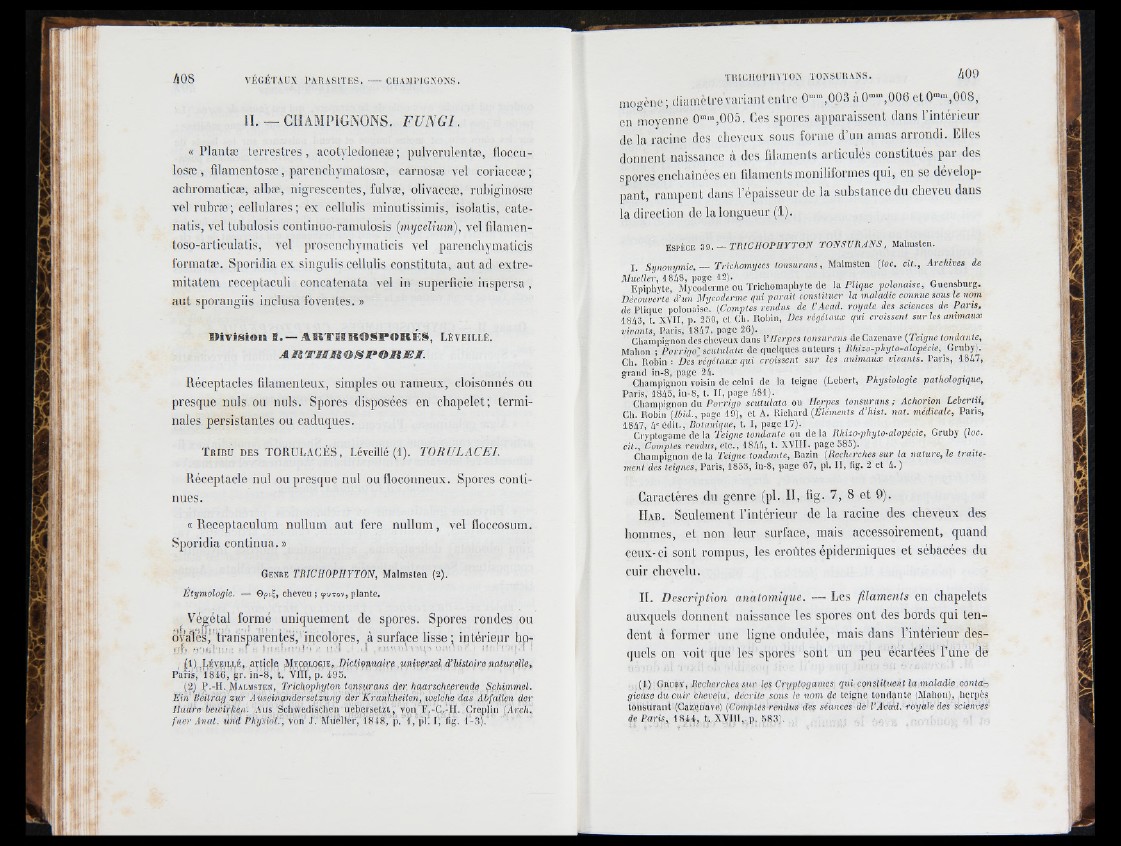 408 VÉGÉTAUX PARASITES. — CHAMPIGNONS.
II. — CHAMPIGNONS. FUNGI.
« Plantæ terrestres, acotyledoneæ; pulverulentæ, floccu-
losæ, filamentosæ, parenchymatosæ, carnosæ vel coriaceæ;
achromaticæ, albæ, nigrescentes, fulvæ, olivaceæ, rubiginosæ
vel rubræ; cellulares; ex cellulis minutissimis, isolatis, cate-
natis, vel tubulosis continuo-ramulosis (mycelium), vel filamen-
toso-articulatis, vel prosenchymaticis vel parenchymaticis
formatæ. Sporidia ex singulis cellulis constituta, aut ad extre-
mitatem receptaculi concatenata vel in superficie inspersa,
aut sporangiis inclusa foventes. »
Division I. — ARTHROSPORÉS, LÉVEILLÉ.
ARTHROSPOREI.
Réceptacles filamenteux, simples ou rameux, cloisonnés ou
presque nuls ou nuls. Spores disposées en chapelet; termi-
nales persistantes ou caduques.
TRIBU DES TORULACÉS, Léveillé (1). TORULACEI.
Réceptacle nul ou presque nul ou floconneux. Spores conti-
nues.
« Receptaculum nullum aut fere nullum, vel floccosum.
Sporidia continua. »
GENRE TRICHOPHYTON, Malmsten (2).
Étymologie. — Θριξ, cheveu; φυτον, plante.
Végétal formé uniquement de spores. Spores rondes ou
ovales, transparentes, incolores, à surface lisse; intérieur ho-
(1) LÉVEILLÉ, article MYCOLOGIE, Dictionnaire universel d'histoire naturelle,
Paris, 1846, gr. in-8, t. VIII, p. 495.
(2) P.-H. MALMSTEN, Trichophyton tonsurans der haarscheerende Schimmel.
Ein Beitrag zur Auseinandersetzung der Krankheiten, welche das Abfallen der
Haare bewirken. Aus Schwedischen uebersetzt, von F.-C.-H. Creplin (Arch.
fuer Anat. und Physiol., von J. Mueller, 1848, p. 1, pl. I, fig. 1-3).
TRICHOPHYTON TONSURANS. 409
mogène; diamètre variant entre 0mm,003 à 0mm,006 et 0mm,008,
en moyenne 0mm,005. Ces spores apparaissent dans l'intérieur
de la racine des cheveux sous forme d'un amas arrondi. Elles
donnent naissance à des filaments articulés constitués par des
spores enchaînées en filaments moniliformes qui, en se dévelop-
pant, rampent dans l'épaisseur de la substance du cheveu dans
la direction de la longueur (1).
ESPÈCE 39. — TRICHOPHYTON TONSURANS, Malmsten.
I. Synonymie. — Trichomyces tonsurans, Malmsten (loc. cit., Archives de
Mueller, 1848, page 12).
Epiphyte, Mycoderme ou Trichomaphyte de la Plique polonaise, Guensburg.
Découverte d'un Mycoderme qui paraît constituer la maladie connue sous le nom
de Plique polonaise. (Comptes rendus de l'Acad. royale des sciences de Paris,
1843, t. XVII, p. 250, et Ch. Robin, Des végétaux qui croissent sur les animaux
vivants, Paris, 1847, page 26).
Champignon des cheveux dans l'Herpes tonsurans de Cazenave (Teigne tondante,
Mahon; Porrigo scutulata de quelques auteurs; Rhizo-phyto-alopécie, Gruby).
Ch. Robin: Des végétaux qui croissent sur les animaux vivants. Paris, 1847,
grand in-8, page 24.
Champignon voisin de celui de la teigne (Lebert, Physiologie pathologique,
Paris, 1845, in-8, t. II, page 481).
Champignon du Porrigo scutulata ou Herpes tonsurans; Achorion Lebertii,
Ch. Robin (Ibid., page 19), et A. Richard (Éléments d'hist. nat. médicale, Paris,
1847, 4e édit., Botanique, t. I, page 17).
Cryptogame de la Teigne tondante ou de la Rhizo-phyto-alopécie, Gruby (loc.
cit., Comptes rendus, etc., 1844, t. XVIII, page 585).
Champignon de la Teigne tondante, Bazin (Recherches sur la nature, le traite-
ment des teignes, Paris, 1853, in-8, page 67, pl. II, fig. 2 et 4.)
Caractères du genre (pl. II, fig. 7, 8 et 9).
HAB. Seulement l'intérieur de la racine des cheveux des
hommes, et non leur surface, mais accessoirement, quand
ceux-ci sont rompus, les croûtes épidermiques et sébacées du
cuir chevelu.
II. Description anatomique. — Les filaments en chapelets
auxquels donnent naissance les spores ont des bords qui ten-
dent à former une ligne ondulée, mais dans l'intérieur des-
quels on voit que les spores sont un peu écartées l'une de
(1) GRUBY, Recherches sur les Cryptogames qui constituent la maladie conta-
gieuse du cuir chevelu, décrite sous le nom de teigne tondante (Mahon), herpès
tonsurant (Cazenave) (Comptes rendus des séances de l'Acad. royale des sciences
de Paris, 1844, t. XVIII, p. 583).